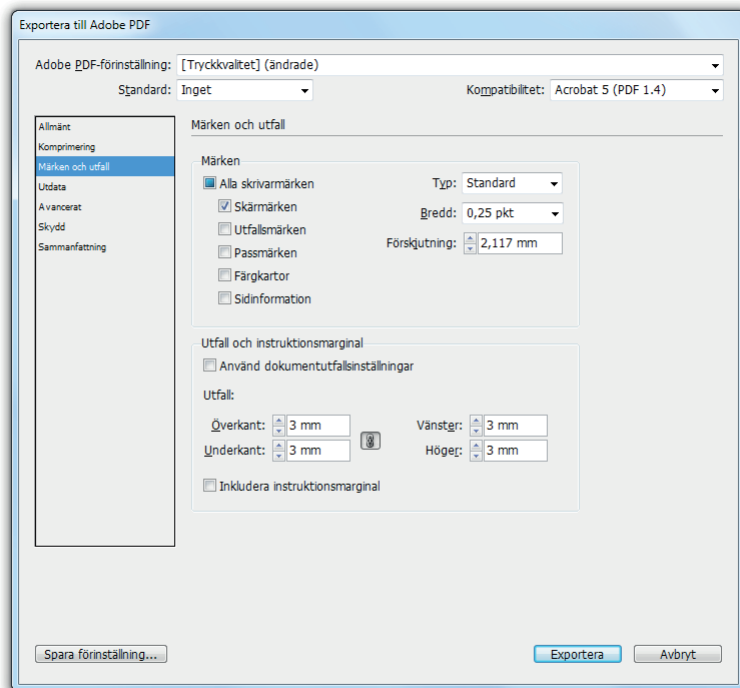 Exportera till Adobe PDF
Adobe PDF-förinställning: [Tryckkvalitet] (ändrade)
Standard: Inget Kompatibilitet: Acrobat 5 (PDF 1.4)
Allmänt
Komprimering
Märken och utfall
Utdata
Avancerat
Skydd
Sammanfattning
Märken och utfall
Märken
Alla skrivarmärken Typ: Standard
Skärmärken Bredd: 0,25 pkt
Utfallsmärken
Förskjutning: 2,117 mm
Passmärken
Färgkartor
Sidinformation
Utfall och instruktionsmarginal
Använd dokumentutfallsinställningar
Utfall:
Överkant: 3 mm Vänster: 3 mm
Underkant: 3 mm Höger: 3 mm
Inkludera instruktionsmarginal
Spara förinställning... Exportera Avbryt